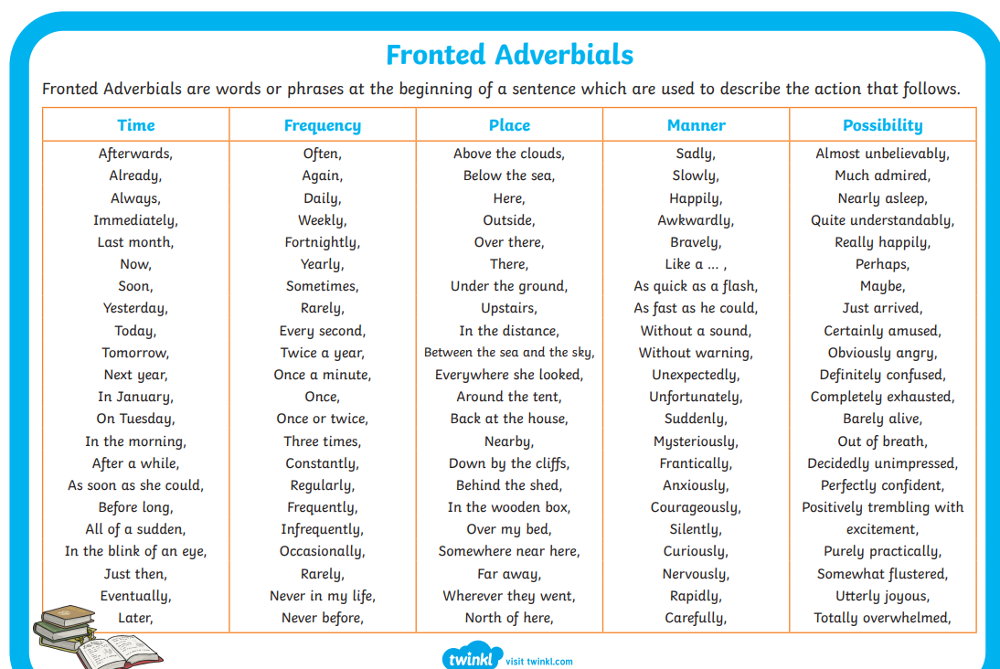 Fronted Adverbials
Fronted Adverbials are words or phrases at the beginning of a sentence which are used to describe the action that follows.
Time Frequency Place Manner Possibility
Afterwards, Often, Above the clouds, Sadly, Almost unbelievably,
Already, Again, Below the sea, Slowly, Much admired,
Always, Daily, Here, Happily, Nearly asleep,
Immediately, Weekly, Outside, Awkwardly, Quite understandably,
Last month, Fortnightly, Over there, Bravely, Really happily,
Now, Yearly, There, Like a ... , Perhaps,
Soon, Sometimes, Under the ground, As quick as a flash, Maybe,
Yesterday, Rarely, Upstairs, As fast as he could, Just arrived,
Today, Every second, In the distance, Without a sound, Certainly amused,
Tomorrow, Twice a year, Between the sea and the sky, Without warning, Obviously angry,
Next year, Once a minute, Everywhere she looked, Unexpectedly, Definitely confused,
In January, Once, Around the tent, Unfortunately, Completely exhausted,
On Tuesday, Once or twice, Back at the house, Suddenly, Barely alive,
In the morning, Three times, Nearby, Mysteriously, Out of breath,
After a while, Constantly, Down by the cliffs, Frantically, Decidedly unimpressed,
As soon as she could, Regularly, Behind the shed, Anxiously, Perfectly confident,
Before long, Frequently, In the wooden box, Courageously, Positively trembling with
All of a sudden, Infrequently, Over my bed, Silently, excitement,
In the blink of an eye, Occasionally, Somewhere near here, Curiously, Purely practically,
Just then, Rarely, Far away, Nervously, Somewhat flustered,
Eventually, Never in my life, Wherever they went, Rapidly, Utterly joyous,
Later, Never before, North of here, Carefully, Totally overwhelmed,
twinkl visit twinkl.com